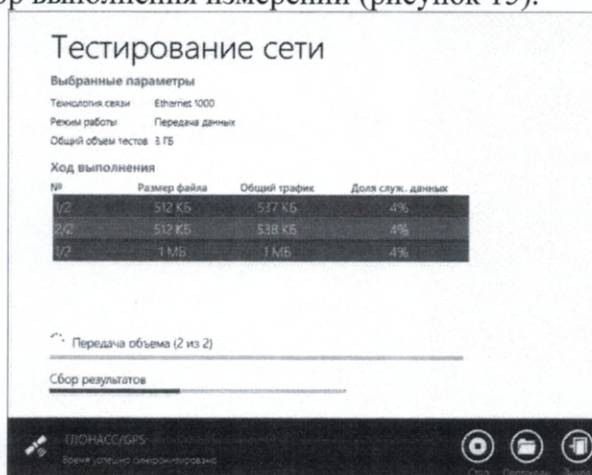 ор выполнения измерений (рисунок 15).
Тестирование сети
Выбранные параметры
Технология связи Ethernet 1000
Режим работы Передача данных
Общий объем тестов 3 ГБ
Ход выполнения
№ Размер файла Общий трафик Доля служ. данных
1/2 512 КБ 537 КБ 4%
2/2 512 КБ 538 КБ 4%
1/2 1 МБ 1 МБ 4%
Передача объема (2 из 2)
Сбор результатов
ГЛОНАСС/GPS
Время успешно синхронизировано
Стоп